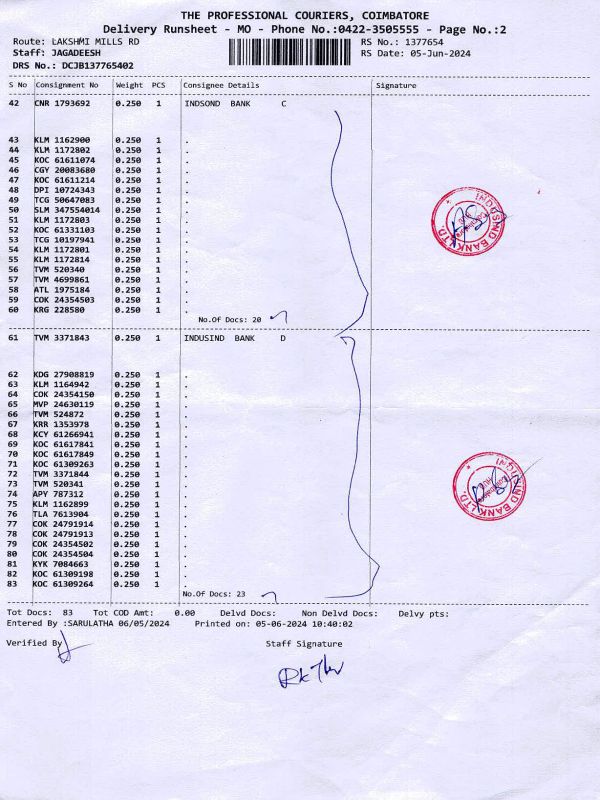 THE PROFESSIONAL COURIERS, COIMBATORE
Delivery Runsheet - MO - Phone No.:0422-3505555 - Page No.:2
Route: LAKSHMI MILLS RD RS No.: 1377654
Staff: JAGADEESH RS Date: 05-Jun-2024
DRS No.: DCJB137765402
S No Consignment No Weight PCS Consignee Details Signature
42 CNR 1793692 0.250 1 INDSOND BANK C
43 KLM 1162900 0.250 1 .
44 KLM 1172802 0.250 1 .
45 KOC 61611074 0.250 1 .
46 CGY 20083680 0.250 1 .
47 KOC 61611214 0.250 1 .
48 DPI 10724343 0.250 1 .
49 TCG 50647083 0.250 1 .
50 SLM 347554014 0.250 1 .
51 KLM 1172803 0.250 1 .
52 KOC 61331103 0.250 1 .
53 TCG 10197941 0.250 1 .
54 KLM 1172801 0.250 1 .
55 KLM 1172814 0.250 1 .
56 TVM 520340 0.250 1 .
57 TVM 4699861 0.250 1 .
58 ATL 1975184 0.250 1 .
59 COK 24354503 0.250 1 .
60 KRG 228580 0.250 1 .
No.Of Docs: 20
INDUSIND BANK LTD.
61 TVM 3371843 0.250 1 INDUSIND BANK D
62 KDG 27908819 0.250 1 .
63 KLM 1164942 0.250 1 .
64 COK 24354150 0.250 1 .
65 MVP 24630119 0.250 1 .
66 TVM 524872 0.250 1 .
67 KRR 1353978 0.250 1 .
68 KCY 61266941 0.250 1 .
69 KOC 61617841 0.250 1 .
70 KOC 61617849 0.250 1 .
71 KOC 61309263 0.250 1 .
72 TVM 3371844 0.250 1 .
73 TVM 520341 0.250 1 .
74 APY 787312 0.250 1 .
75 KLM 1162899 0.250 1 .
76 TLA 7613904 0.250 1 .
77 COK 24791914 0.250 1 .
78 COK 24791913 0.250 1 .
79 COK 24354502 0.250 1 .
80 COK 24354504 0.250 1 .
81 KYK 7084663 0.250 1 .
82 KOC 61309198 0.250 1 .
83 KOC 61309264 0.250 1 .
No.Of Docs: 23
INDUSIND BANK LTD.
Tot Docs: 83 Tot COD Amt: 0.00 Delvd Docs: Non Delvd Docs: Delvy pts:
Entered By :SARULATHA 06/05/2024 Printed on: 05-06-2024 10:40:02
Verified By Staff Signature